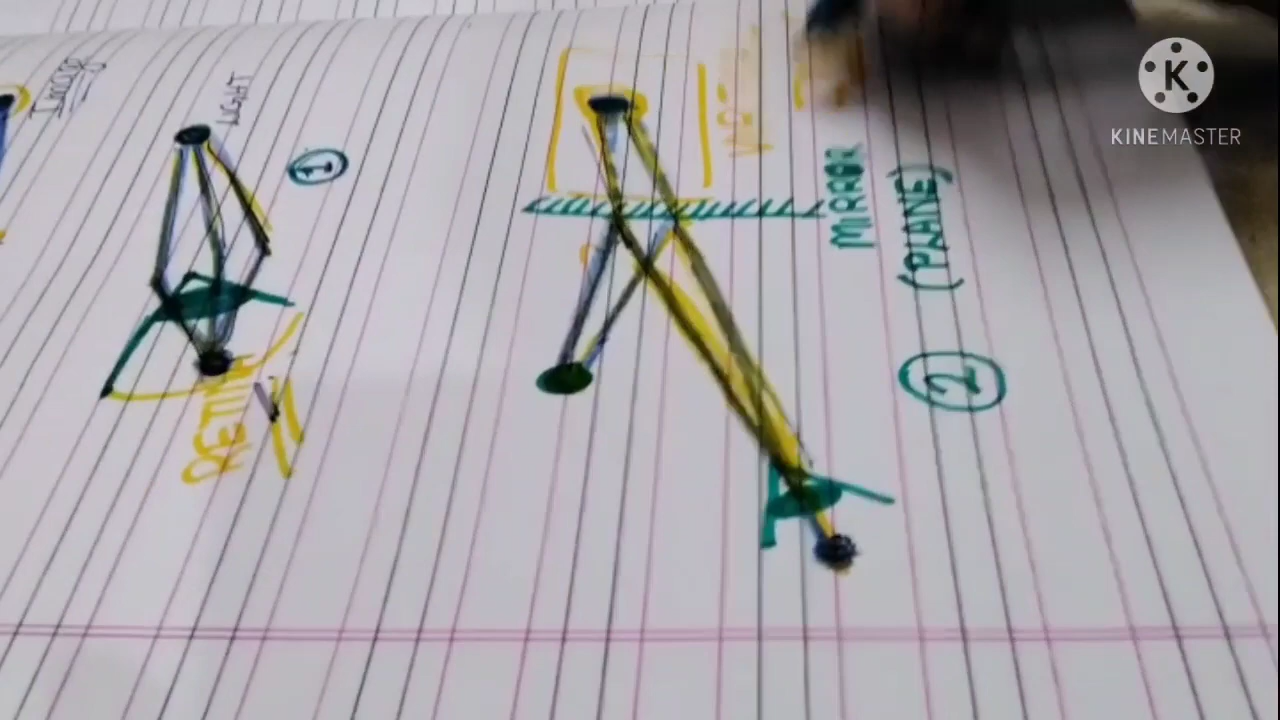 IMAGE
LIGHT
1
RETINA
MIRROR
(PLANE)
2
K
KINEMASTER